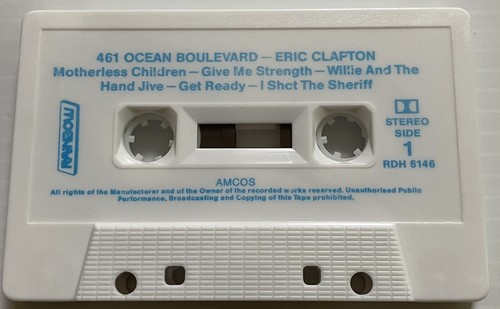 461 OCEAN BOULEVARD – ERIC CLAPTON
Motherless Children – Give Me Strength – Willie And The
Hand Jive – Get Ready – I Shot The Sheriff
RAINBOW
STEREO
SIDE
1
RDH 6146
AMCOS
All rights of the Manufacturer and of the Owner of the recorded works reserved. Unauthorised Public
Performance, Broadcasting and Copying of this Tape prohibited.